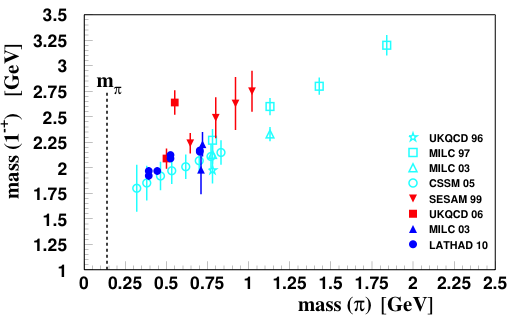 3.5
3.25
3
2.75
2.5
2.25
2
1.75
1.5
1.25
1
mass (1⁻⁺) [GeV]
mπ
UKQCD 96
MILC 97
MILC 03
CSSM 05
SESAM 99
UKQCD 06
MILC 03
LATHAD 10
0 0.25 0.5 0.75 1 1.25 1.5 1.75 2 2.25 2.5
mass (π) [GeV]